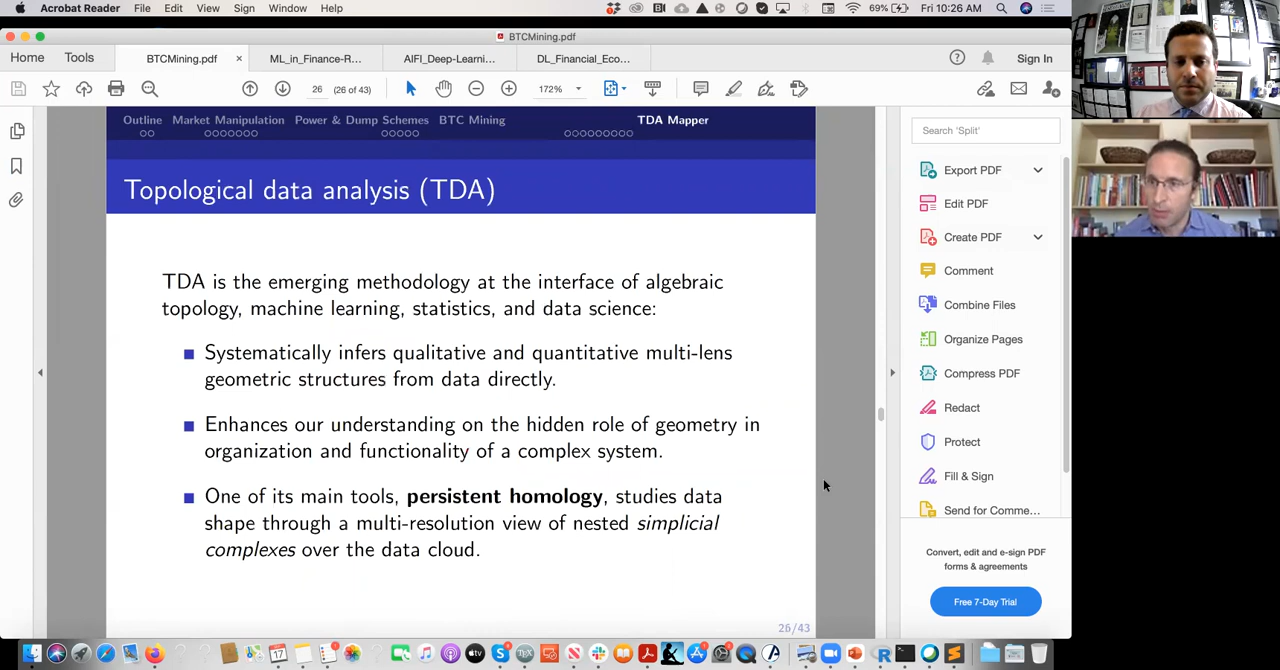 Acrobat Reader File Edit View Sign Window Help 69% Fri 10:26 AM
BTCMining.pdf
Home Tools BTCMining.pdf × ML_in_Finance-R... AIFI_Deep-Learni... DL_Financial_Eco... Sign In
26 (26 of 43) 172%
Outline Market Manipulation Power & Dump Schemes BTC Mining TDA Mapper
Topological data analysis (TDA)
TDA is the emerging methodology at the interface of algebraic
topology, machine learning, statistics, and data science:
Systematically infers qualitative and quantitative multi-lens
geometric structures from data directly.
Enhances our understanding on the hidden role of geometry in
organization and functionality of a complex system.
One of its main tools, persistent homology, studies data
shape through a multi-resolution view of nested simplicial
complexes over the data cloud.
26/43
Search 'Split'
Export PDF
Edit PDF
Create PDF
Comment
Combine Files
Organize Pages
Compress PDF
Redact
Protect
Fill & Sign
Send for Comme...
Convert, edit and e-sign PDF
forms & agreements
Free 7-Day Trial